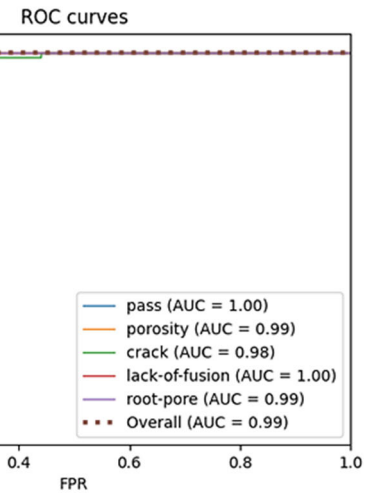 ROC curves
pass (AUC = 1.00)
porosity (AUC = 0.99)
crack (AUC = 0.98)
lack-of-fusion (AUC = 1.00)
root-pore (AUC = 0.99)
Overall (AUC = 0.99)
0.4 0.6 0.8 1.0
FPR